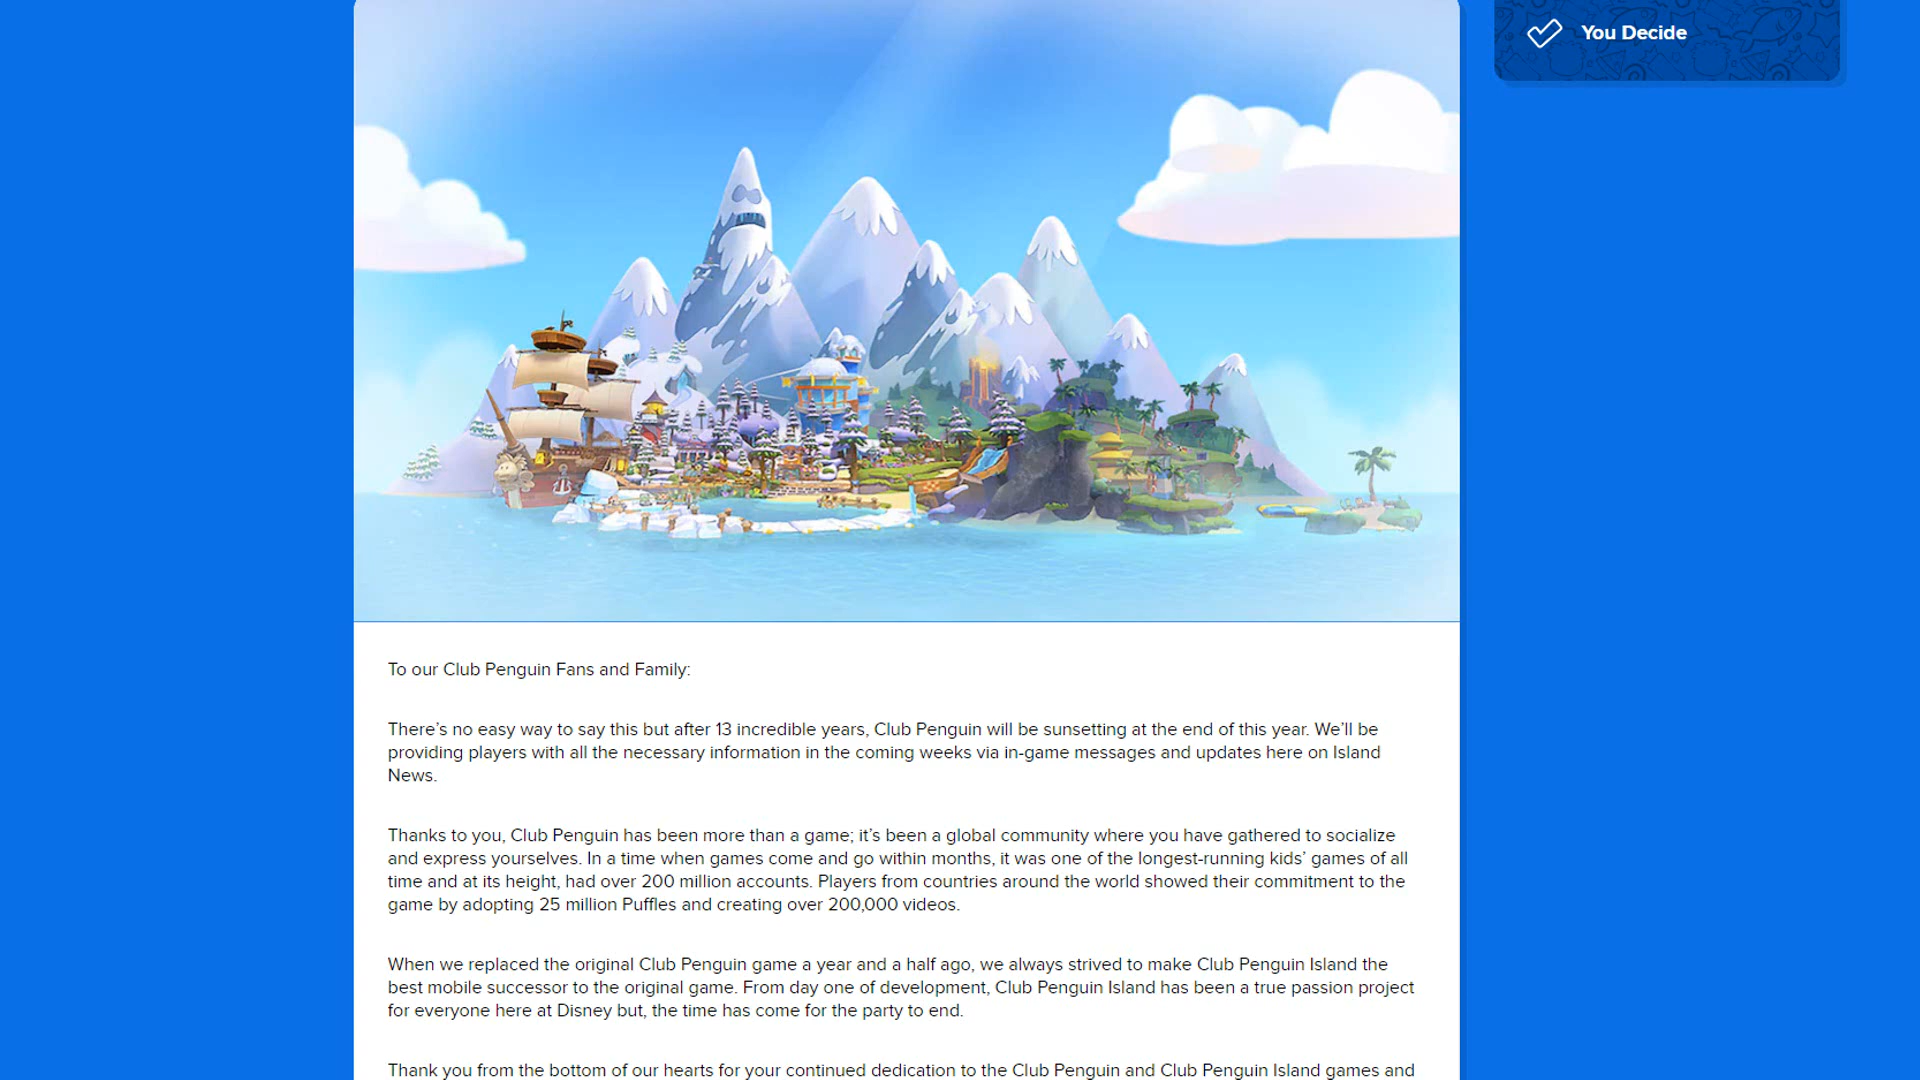 You Decide
To our Club Penguin Fans and Family:
There’s no easy way to say this but after 13 incredible years, Club Penguin will be sunsetting at the end of this year. We’ll be
providing players with all the necessary information in the coming weeks via in-game messages and updates here on Island
News.
Thanks to you, Club Penguin has been more than a game; it’s been a global community where you have gathered to socialize
and express yourselves. In a time when games come and go within months, it was one of the longest-running kids’ games of all
time and at its height, had over 200 million accounts. Players from countries around the world showed their commitment to the
game by adopting 25 million Puffles and creating over 200,000 videos.
When we replaced the original Club Penguin game a year and a half ago, we always strived to make Club Penguin Island the
best mobile successor to the original game. From day one of development, Club Penguin Island has been a true passion project
for everyone here at Disney but, the time has come for the party to end.
Thank you from the bottom of our hearts for your continued dedication to the Club Penguin and Club Penguin Island games and